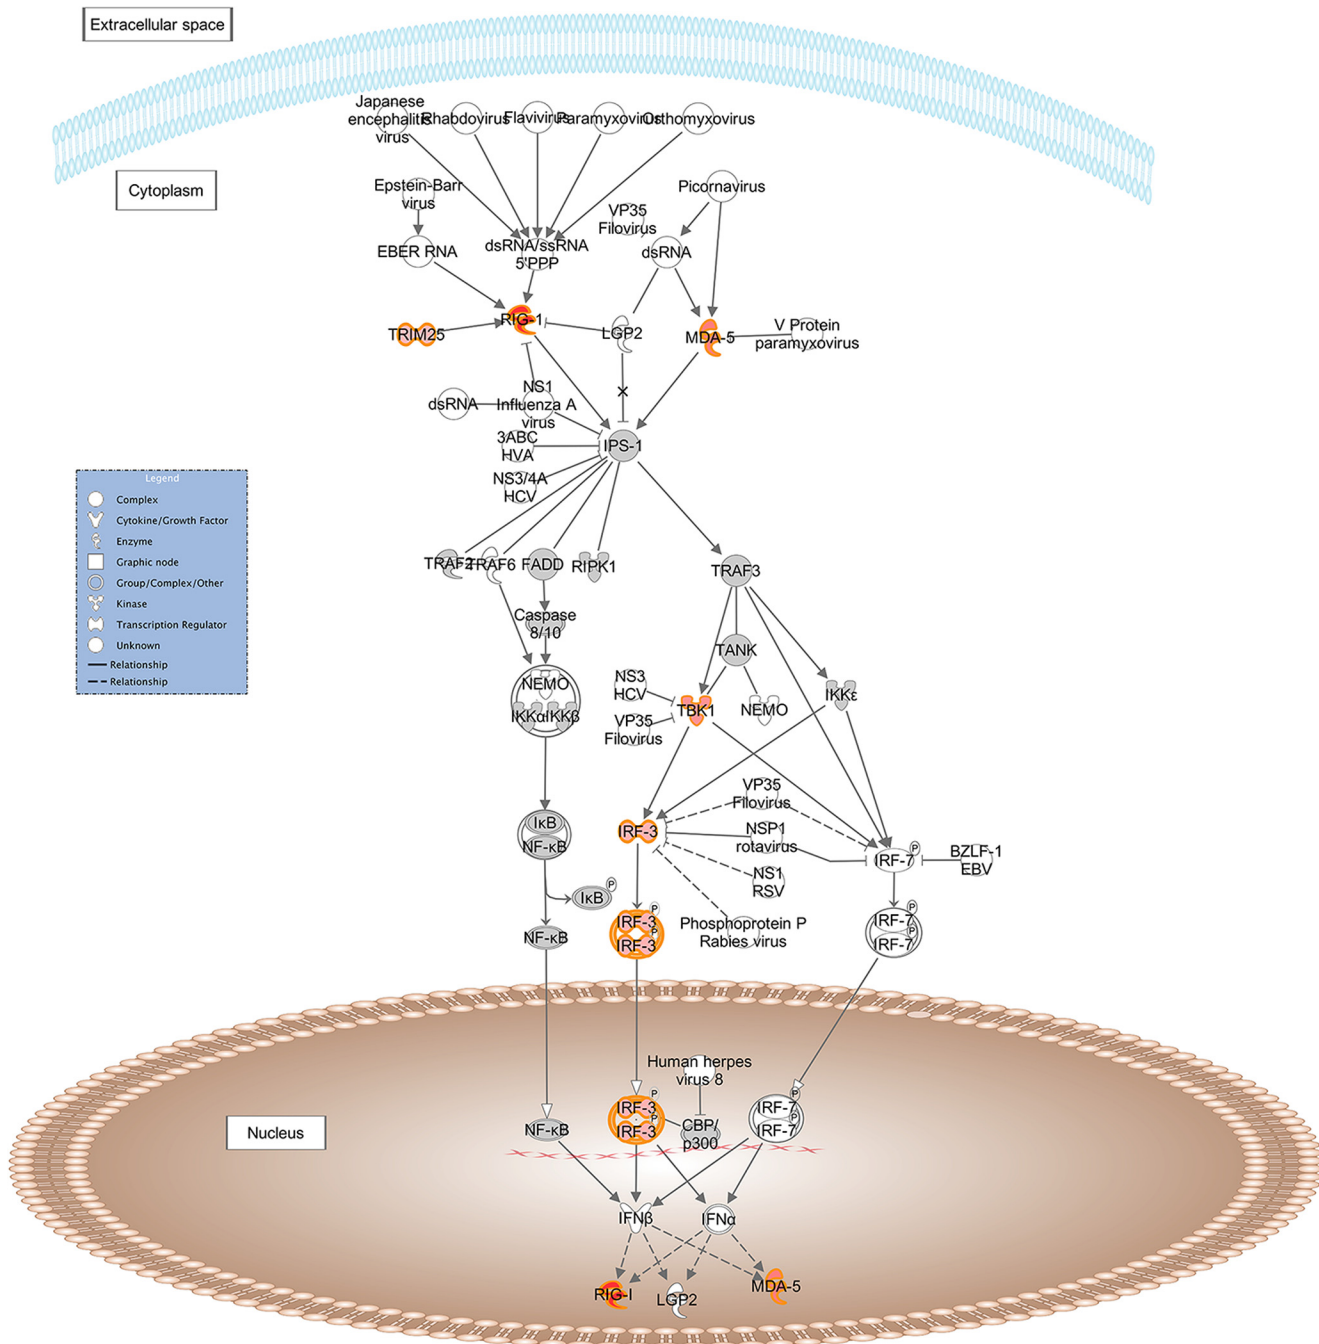 Extracellular space
Japanese
encephalitis
virus
Rhabdovirus
Flavivirus
Paramyxovirus
Orthomyxovirus
Cytoplasm
Epstein-Barr
virus
Picornavirus
VP35
Filovirus
EBER RNA
dsRNA/ssRNA
5'PPP
dsRNA
TRIM25
RIG-1
LGP2
MDA-5
V Protein
paramyxovirus
dsRNA
NS1
Influenza A
virus
3ABC
HVA
IPS-1
NS3/4A
HCV
Legend
Complex
Cytokine/Growth Factor
Enzyme
Graphic node
Group/Complex/Other
Kinase
Transcription Regulator
Unknown
Relationship
Relationship
TRAF2
TRAF6
FADD
RIPK1
TRAF3
Caspase
8/10
TANK
NEMO
IKKα
IKKβ
NS3
HCV
TBK1
NEMO
IKKε
VP35
Filovirus
VP35
Filovirus
IκB
NF-κB
IRF-3
NSP1
rotavirus
P
IRF-7
BZLF-1
EBV
NS1
RSV
P
IκB
NF-κB
P
IRF-3
P
IRF-3
Phosphoprotein P
Rabies virus
P
IRF-7
P
IRF-7
Nucleus
Human herpes
virus 8
NF-κB
P
IRF-3
P
IRF-3
CBP/
p300
P
IRF-7
P
IRF-7
IFNβ
IFNα
RIG-I
LGP2
MDA-5